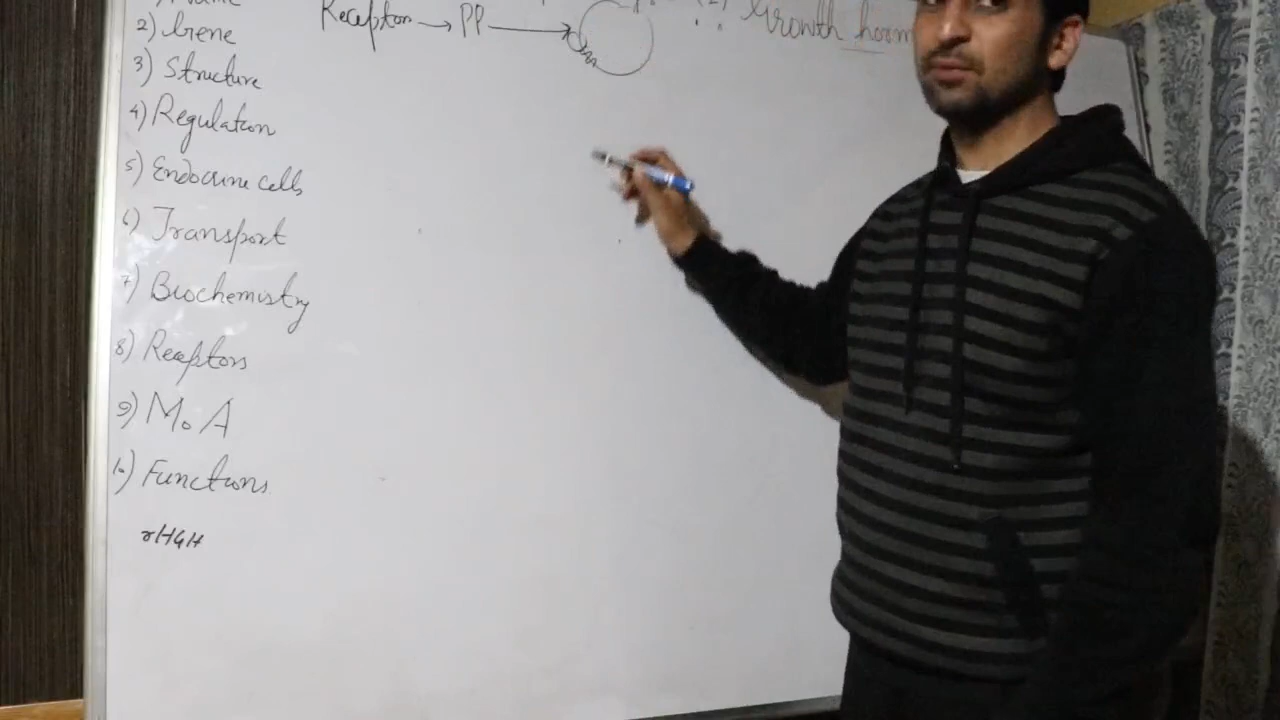 Receptor → PP → (2) Growth horm
2) Gene
3) Structure
4) Regulation
5) Endocrine cells
6) Transport
7) Biochemistry
8) Receptors
9) MoA
10) Functions
rHGH